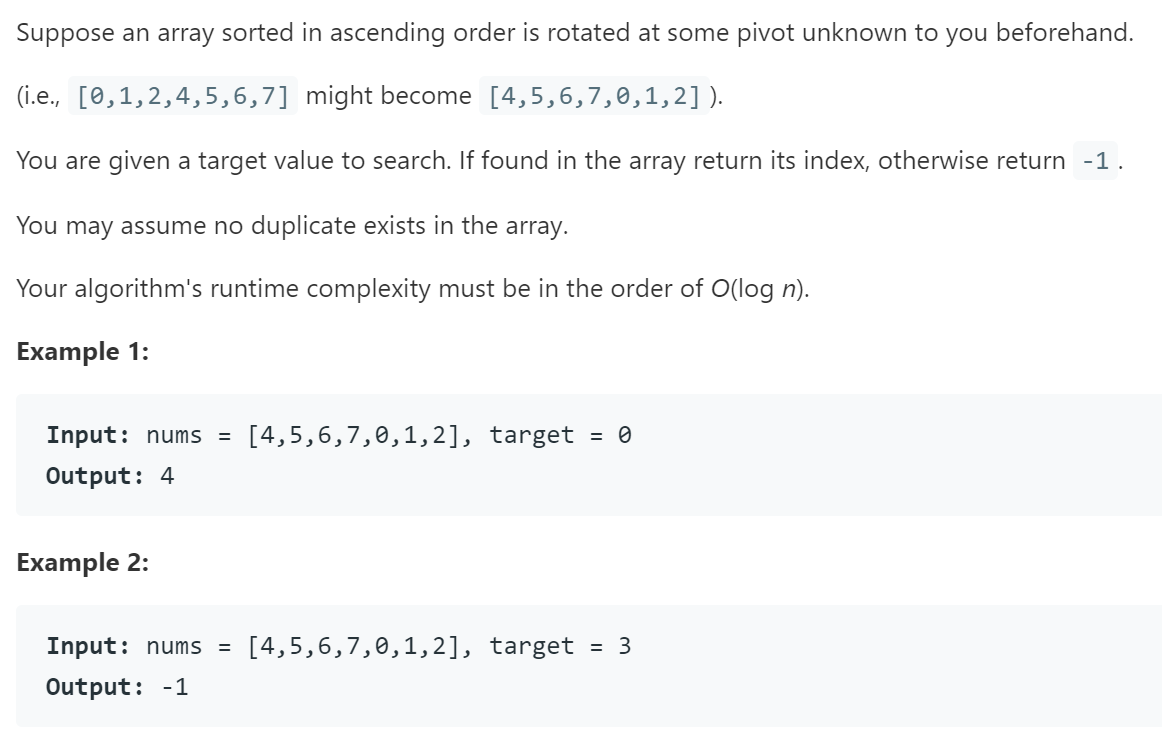 Suppose an array sorted in ascending order is rotated at some pivot unknown to you beforehand.
(i.e., [0,1,2,4,5,6,7] might become [4,5,6,7,0,1,2] ).
You are given a target value to search. If found in the array return its index, otherwise return -1 .
You may assume no duplicate exists in the array.
Your algorithm's runtime complexity must be in the order of O(log n).
Example 1:
Input: nums = [4,5,6,7,0,1,2], target = 0
Output: 4
Example 2:
Input: nums = [4,5,6,7,0,1,2], target = 3
Output: -1